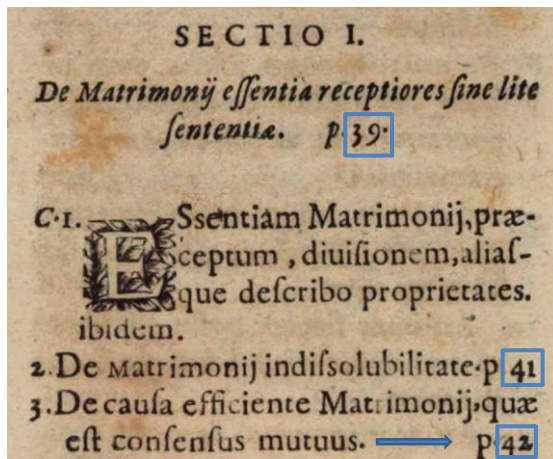 SECTIO I.
De Matrimonij eſſentia receptiores ſine lite
ſententiæ. p. 39.
C.1. ESsentiam Matrimonij, præ-
ceptum, diuiſionem, aliaſ-
que deſcribo proprietates.
ibidem.
2. De Matrimonij indiſsolubilitate. p 41
3. De cauſa efficiente Matrimonij, quæ
eſt conſenſus mutuus. p. 42